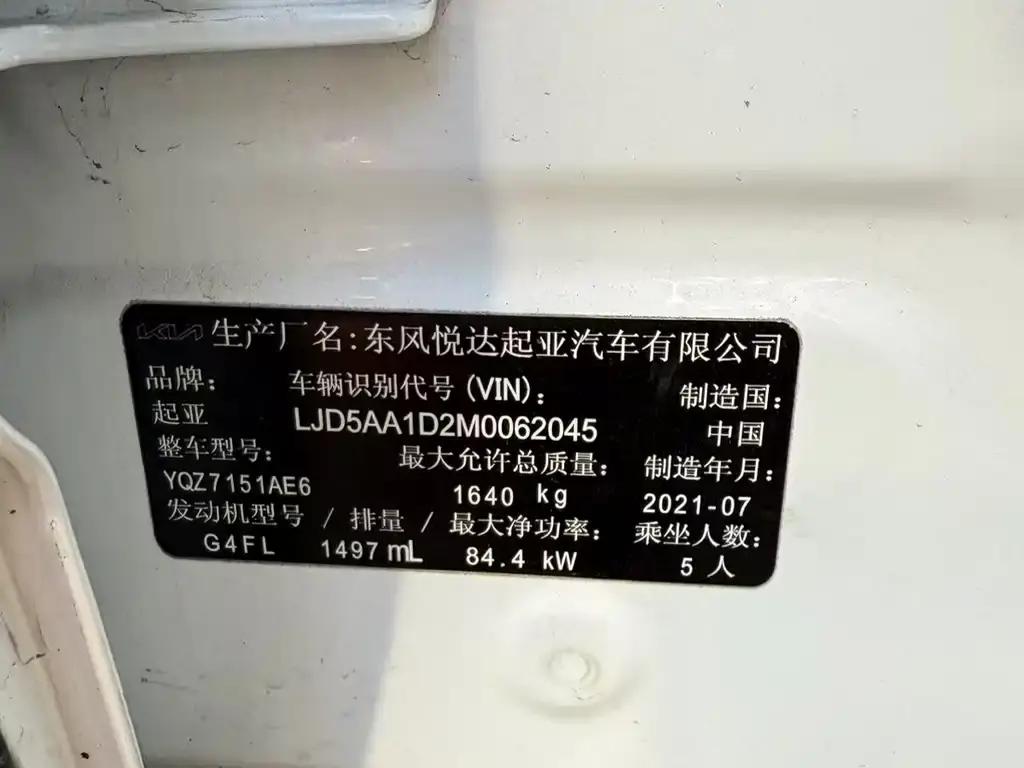 KIA 生产厂名:东风悦达起亚汽车有限公司
品牌: 车辆识别代号(VIN): 制造国:
起亚 LJD5AA1D2M0062045 中国
整车型号: 最大允许总质量: 制造年月:
YQZ7151AE6 1640 kg 2021-07
发动机型号 / 排量 / 最大净功率: 乘坐人数:
G4FL 1497 mL 84.4 kW 5 人